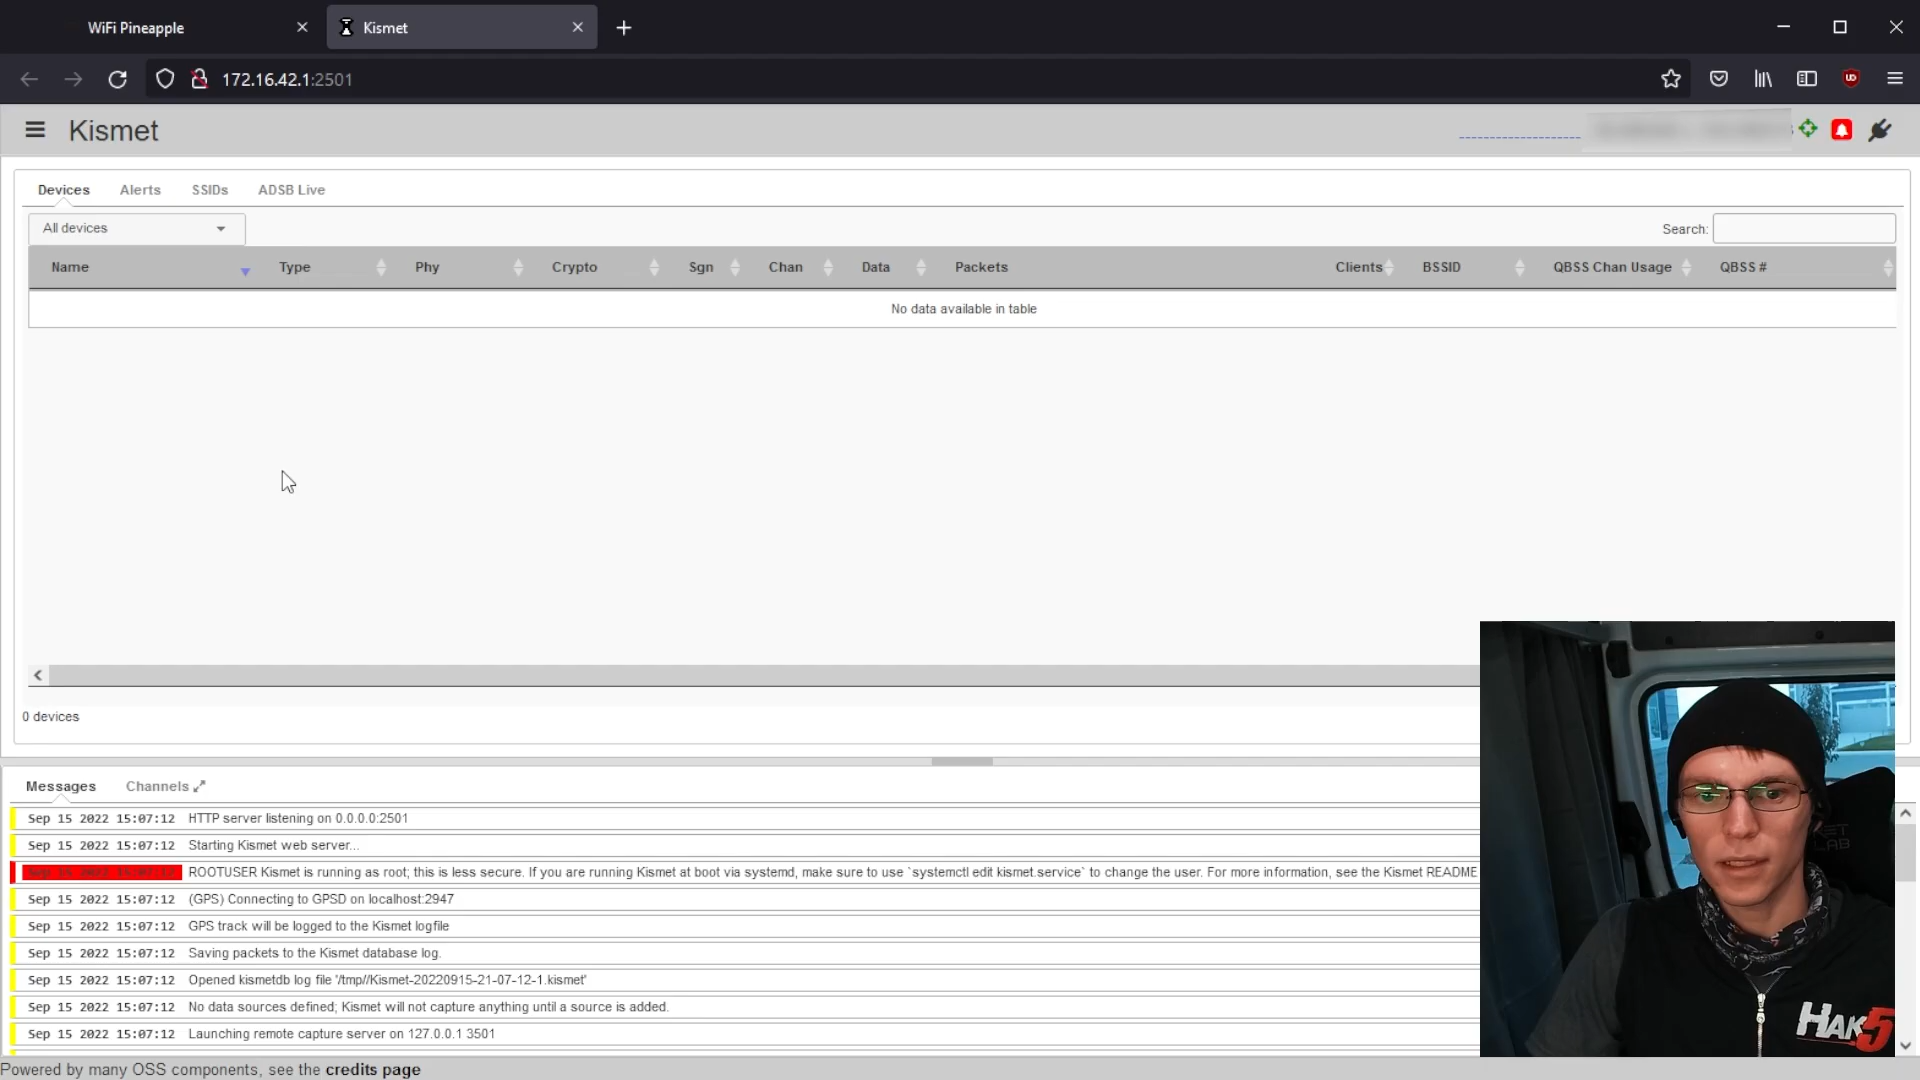 WiFi Pineapple
Kismet
172.16.42.1:2501
Kismet
Devices Alerts SSIDs ADSB Live
All devices
Search:
Name Type Phy Crypto Sgn Chan Data Packets Clients BSSID QBSS Chan Usage QBSS #
No data available in table
0 devices
Messages Channels
Sep 15 2022 15:07:12 HTTP server listening on 0.0.0.0:2501
Sep 15 2022 15:07:12 Starting Kismet web server...
Sep 15 2022 15:07:12 ROOTUSER Kismet is running as root; this is less secure. If you are running Kismet at boot via systemd, make sure to use `systemctl edit kismet.service` to change the user. For more information, see the Kismet README
Sep 15 2022 15:07:12 (GPS) Connecting to GPSD on localhost:2947
Sep 15 2022 15:07:12 GPS track will be logged to the Kismet logfile
Sep 15 2022 15:07:12 Saving packets to the Kismet database log.
Sep 15 2022 15:07:12 Opened kismetdb log file '/tmp//Kismet-20220915-21-07-12-1.kismet'
Sep 15 2022 15:07:12 No data sources defined; Kismet will not capture anything until a source is added.
Sep 15 2022 15:07:12 Launching remote capture server on 127.0.0.1 3501
HAK5
Powered by many OSS components, see the credits page